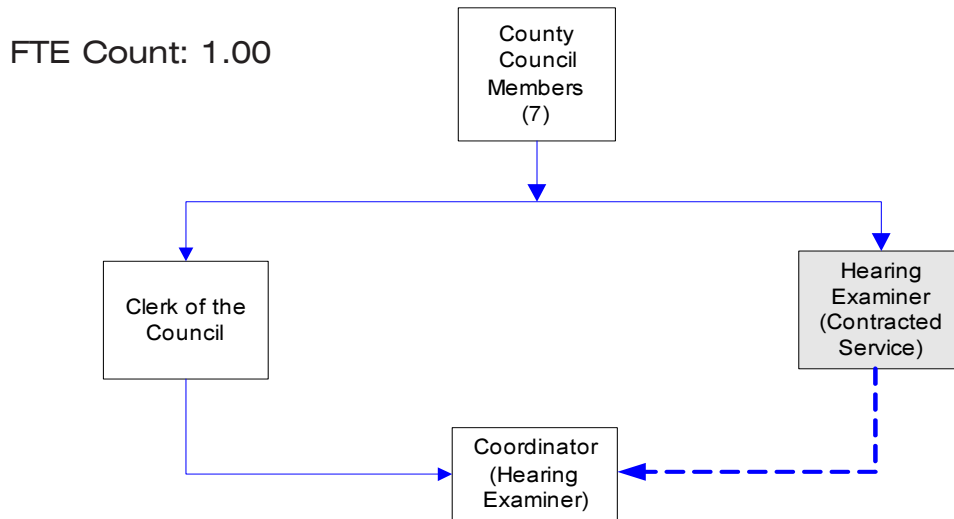 FTE Count: 1.00
County
Council
Members
(7)
Clerk of the
Council
Hearing
Examiner
(Contracted
Service)
Coordinator
(Hearing
Examiner)